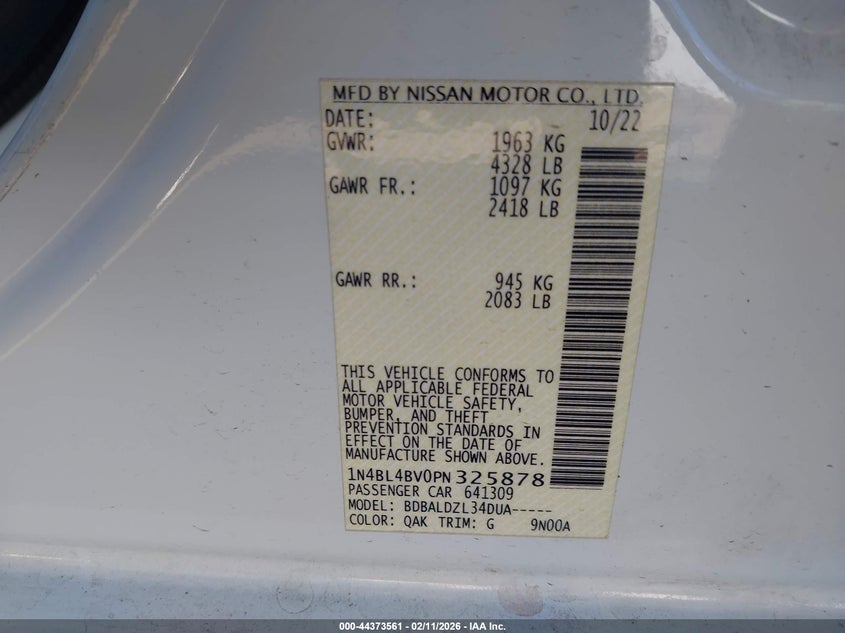 MFD BY NISSAN MOTOR CO., LTD.
DATE: 10/22
GVWR: 1963 KG
4328 LB
GAWR FR.: 1097 KG
2418 LB
GAWR RR.: 945 KG
2083 LB
THIS VEHICLE CONFORMS TO
ALL APPLICABLE FEDERAL
MOTOR VEHICLE SAFETY,
BUMPER, AND THEFT
PREVENTION STANDARDS IN
EFFECT ON THE DATE OF
MANUFACTURE SHOWN ABOVE.
1N4BL4BV0PN325878
PASSENGER CAR 641309
MODEL: BDBALDZL34DUA-----
COLOR: QAK TRIM: G 9N00A
000-44373561 - 02/11/2026 - IAA Inc.